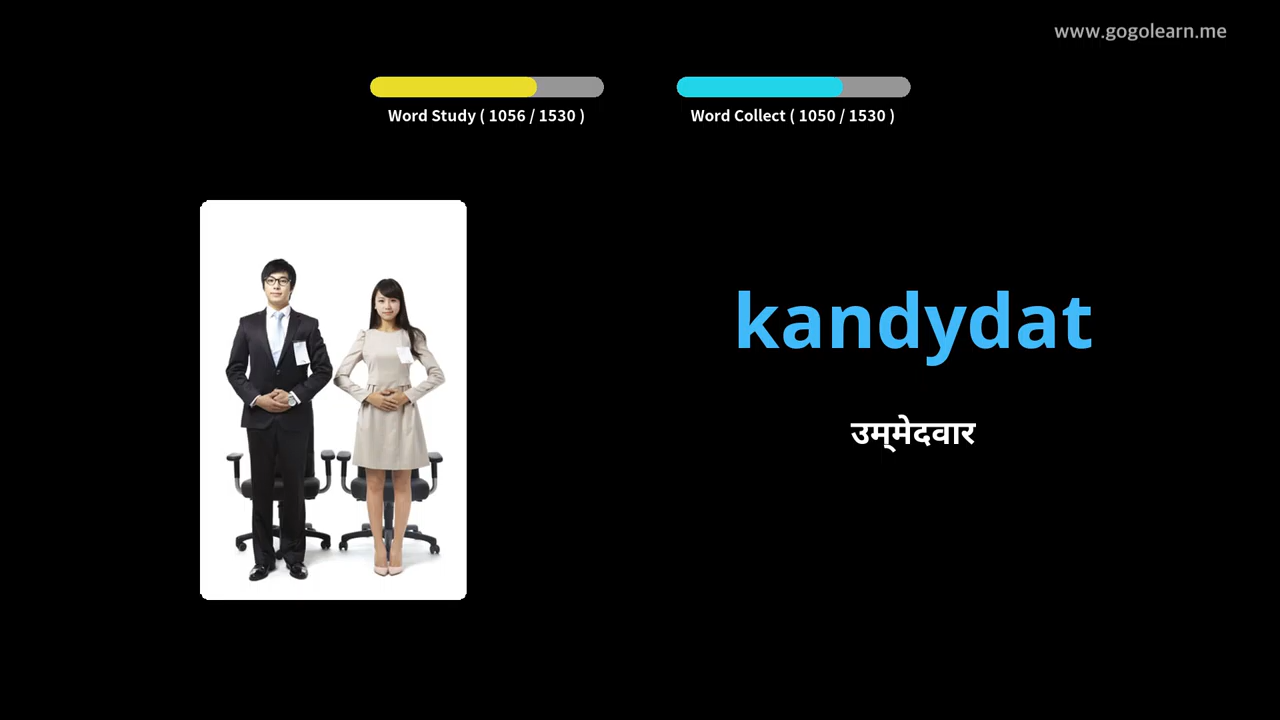 www.gogolearn.me
Word Study ( 1056 / 1530 )
Word Collect ( 1050 / 1530 )
kandydat
उम्मेदवार